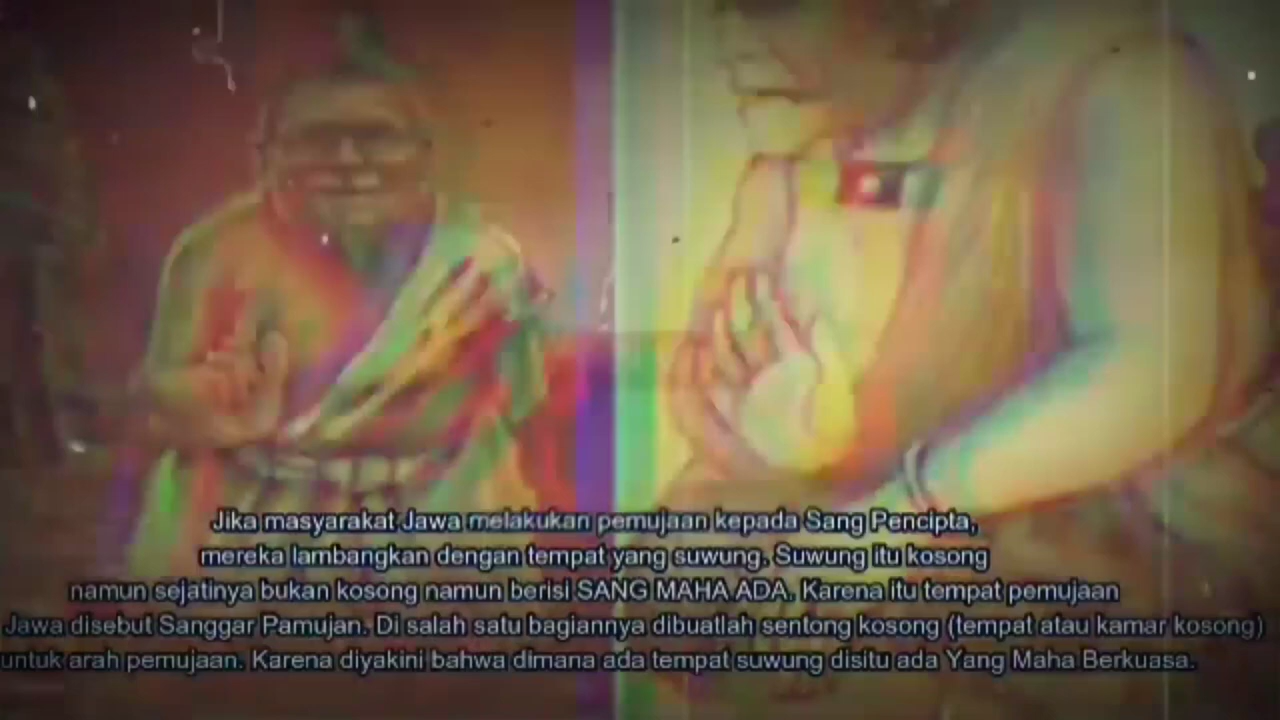 Jika masyarakat Jawa melakukan pemujaan kepada Sang Pencipta,
mereka lambangkan dengan tempat yang suwung. Suwung itu kosong
namun sejatinya bukan kosong namun berisi SANG MAHA ADA. Karena itu tempat pemujaan
Jawa disebut Sanggar Pamujan. Di salah satu bagiannya dibuatlah sentong kosong (tempat atau kamar kosong)
untuk arah pemujaan. Karena diyakini bahwa dimana ada tempat suwung disitu ada Yang Maha Berkuasa.